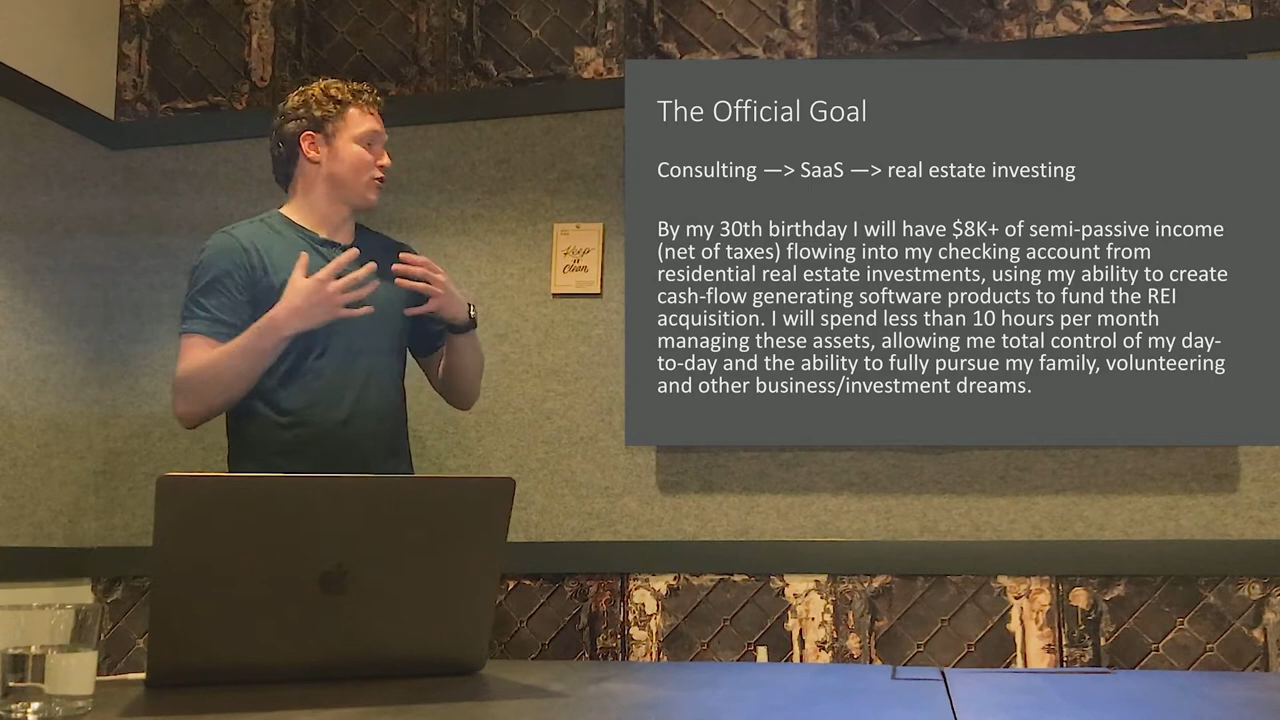 The Official Goal
Consulting —> SaaS —> real estate investing
By my 30th birthday I will have $8K+ of semi-passive income
(net of taxes) flowing into my checking account from
residential real estate investments, using my ability to create
cash-flow generating software products to fund the REI
acquisition. I will spend less than 10 hours per month
managing these assets, allowing me total control of my day-
to-day and the ability to fully pursue my family, volunteering
and other business/investment dreams.
Keep
it
Clean